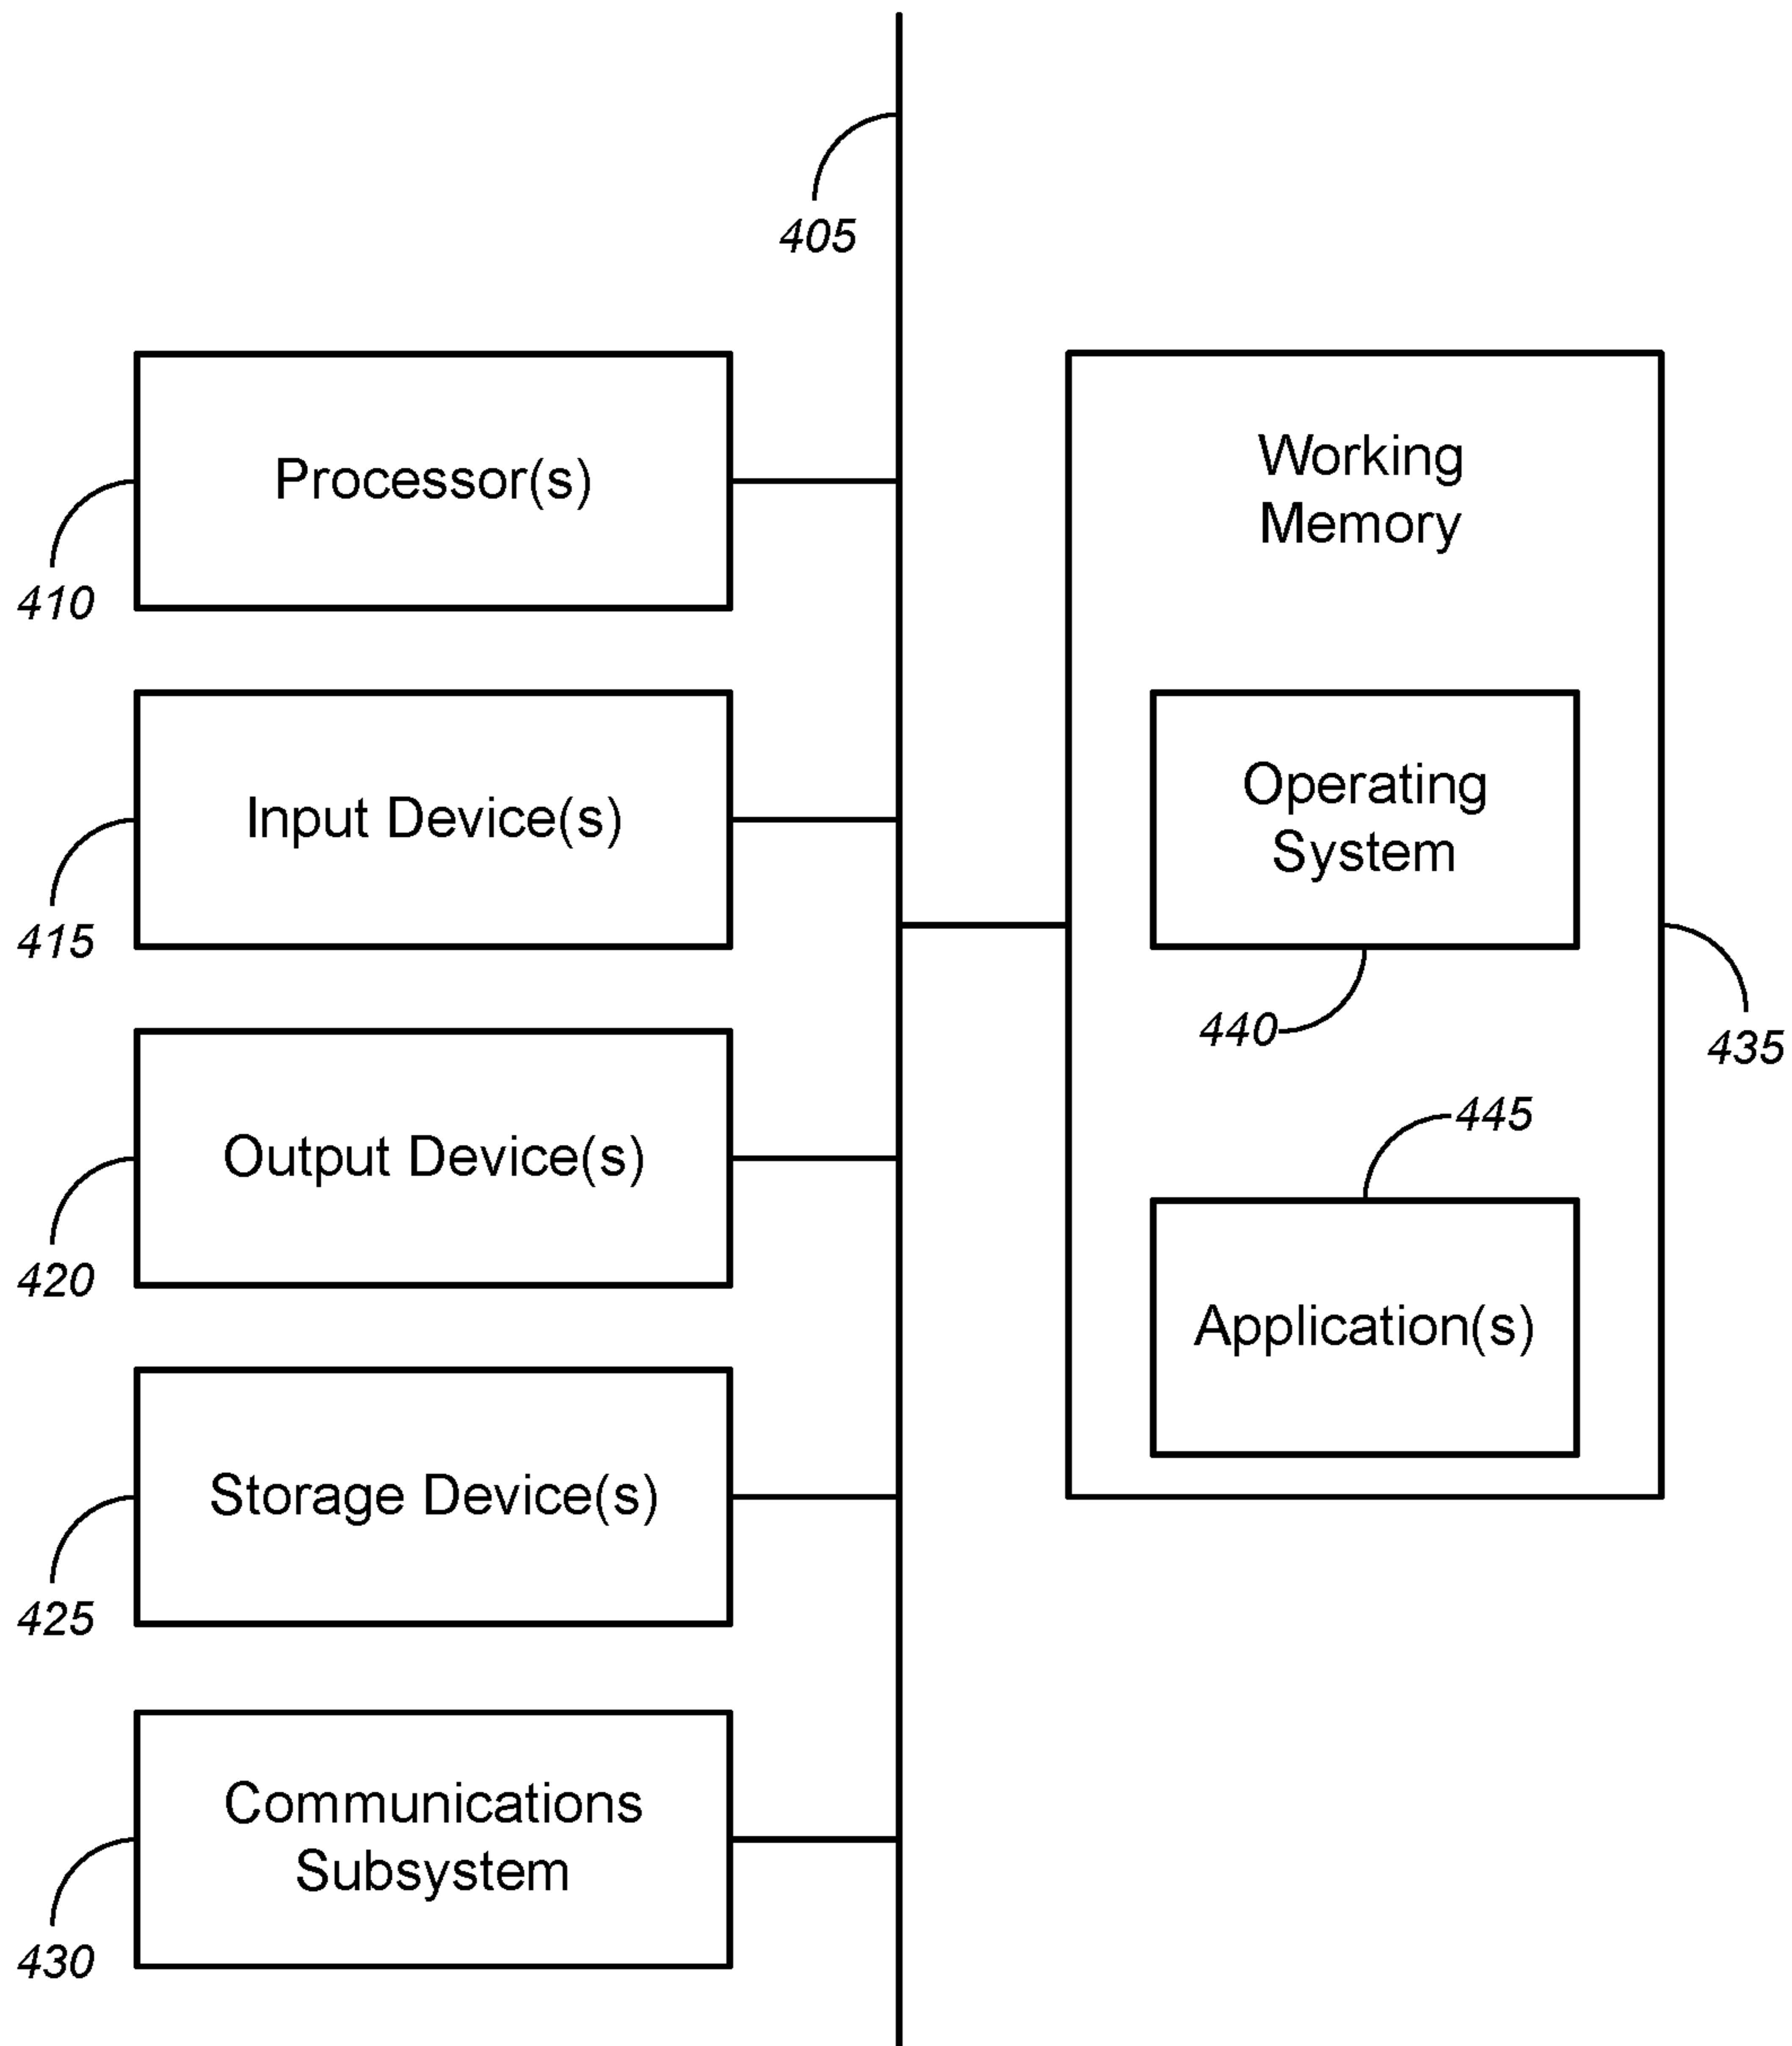 405
Processor(s)
410
Input Device(s)
415
Output Device(s)
420
Storage Device(s)
425
Communications
Subsystem
430
Working
Memory
Operating
System
440
435
445
Application(s)